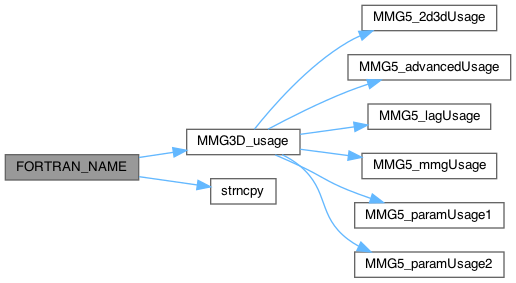 FORTRAN_NAME
MMG3D_usage
strncpy
MMG5_2d3dUsage
MMG5_advancedUsage
MMG5_lagUsage
MMG5_mmgUsage
MMG5_paramUsage1
MMG5_paramUsage2